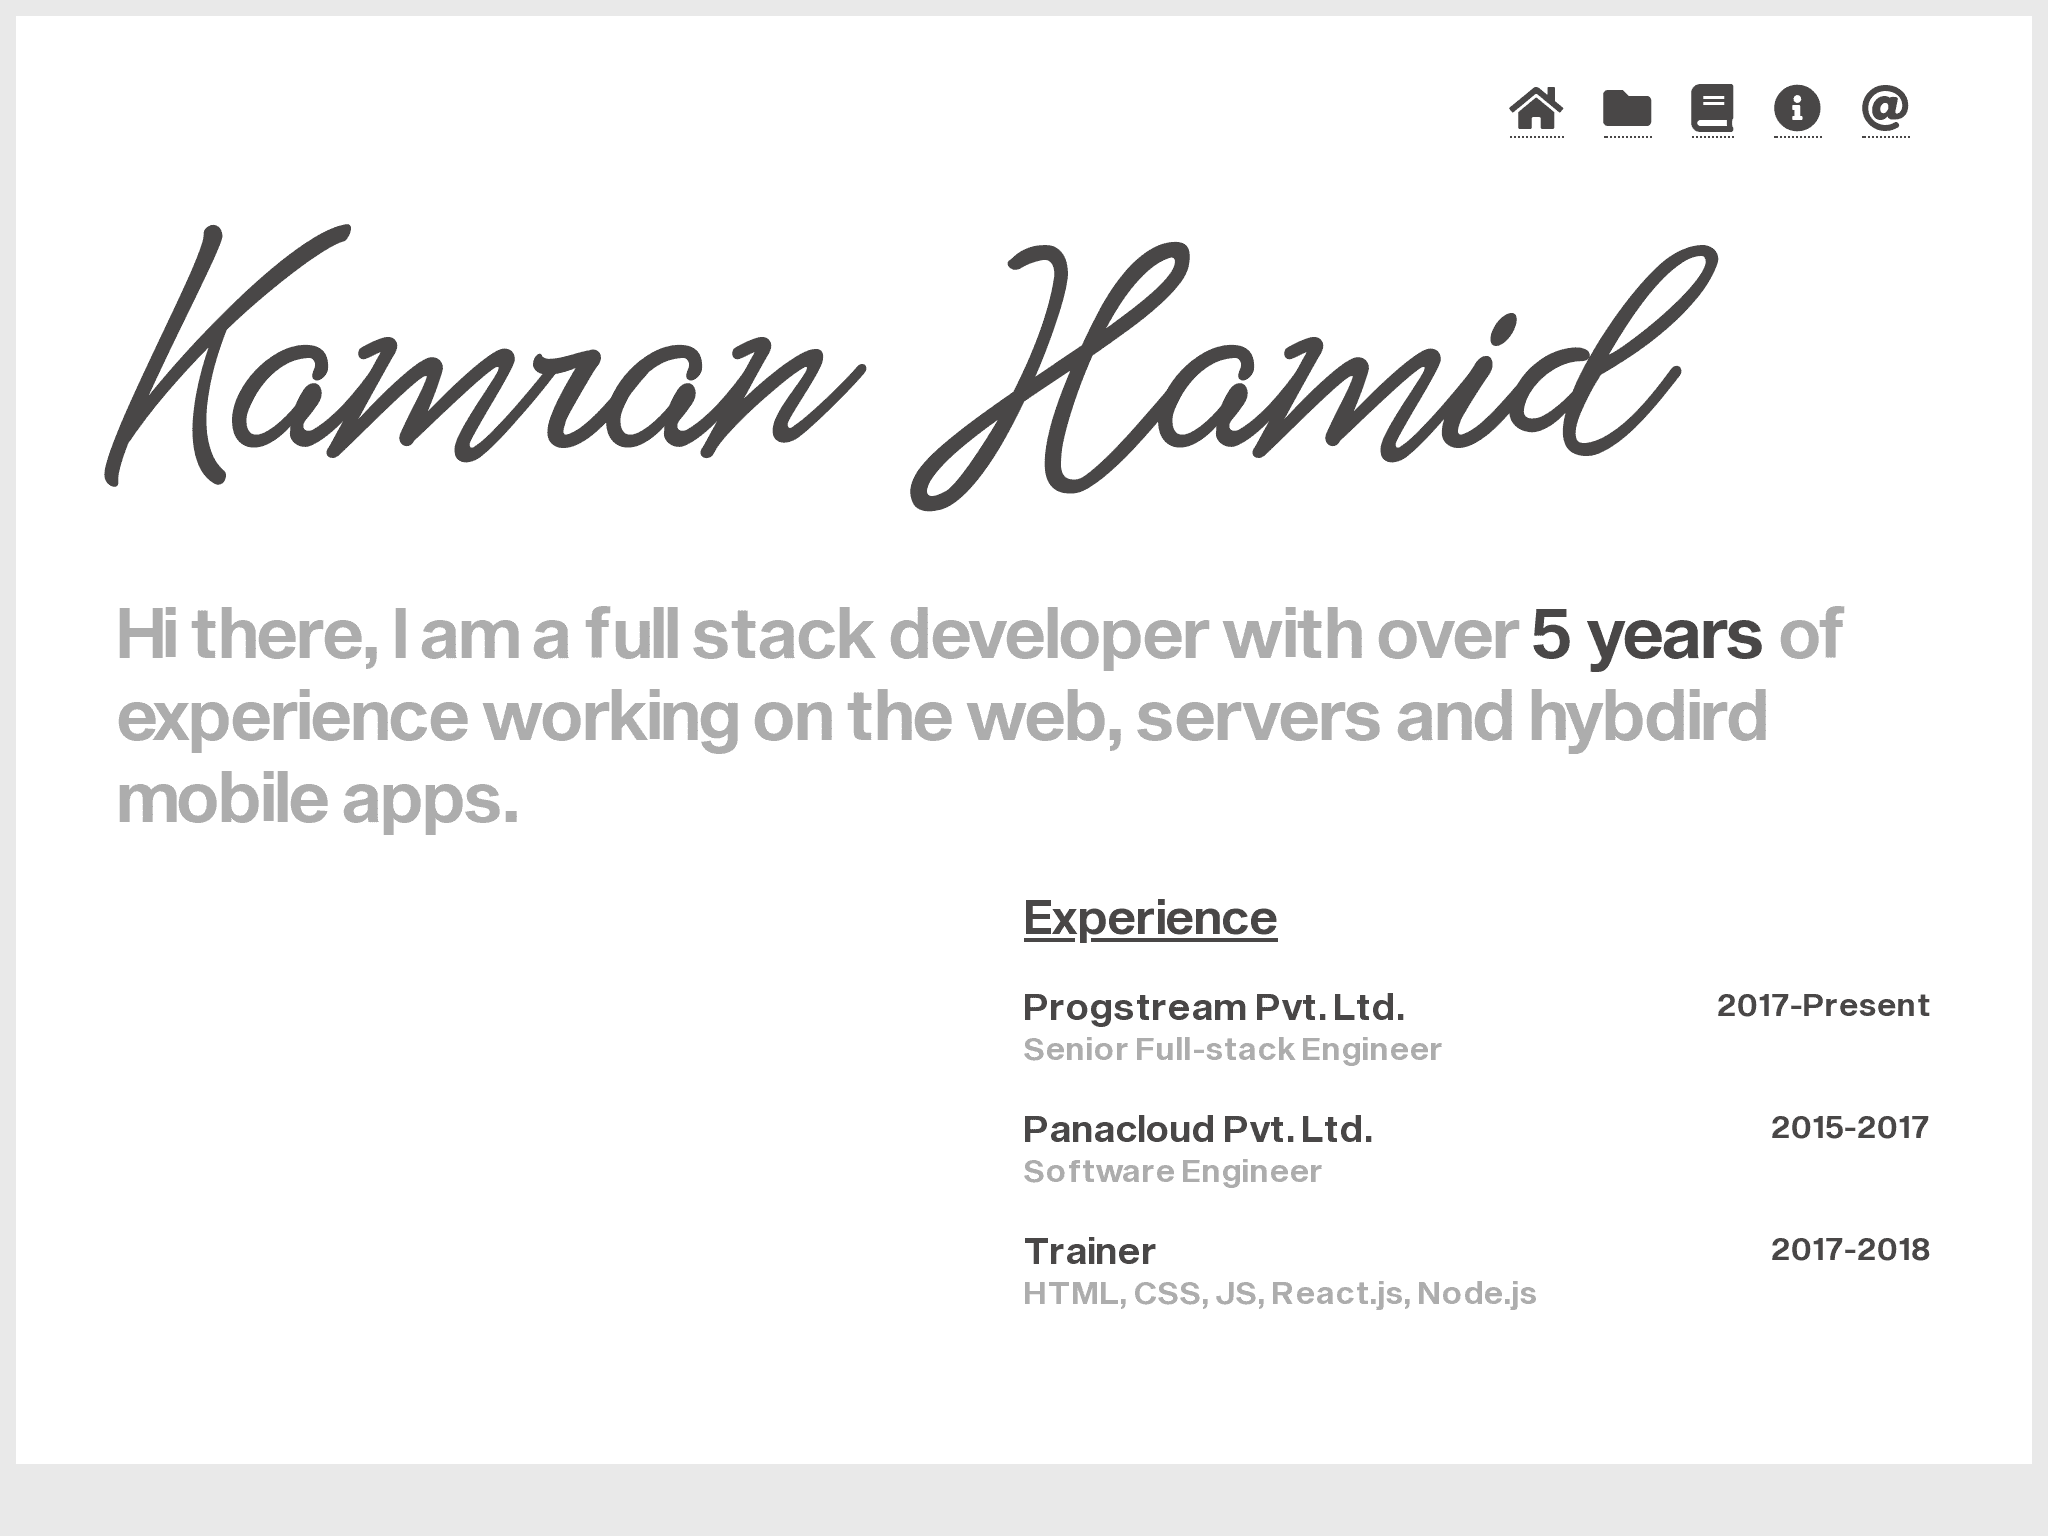 Kamran Hamid
Hi there, I am a full stack developer with over 5 years of
experience working on the web, servers and hybdird
mobile apps.
Experience
Progstream Pvt. Ltd. 2017-Present
Senior Full-stack Engineer
Panacloud Pvt. Ltd. 2015-2017
Software Engineer
Trainer 2017-2018
HTML, CSS, JS, React.js, Node.js